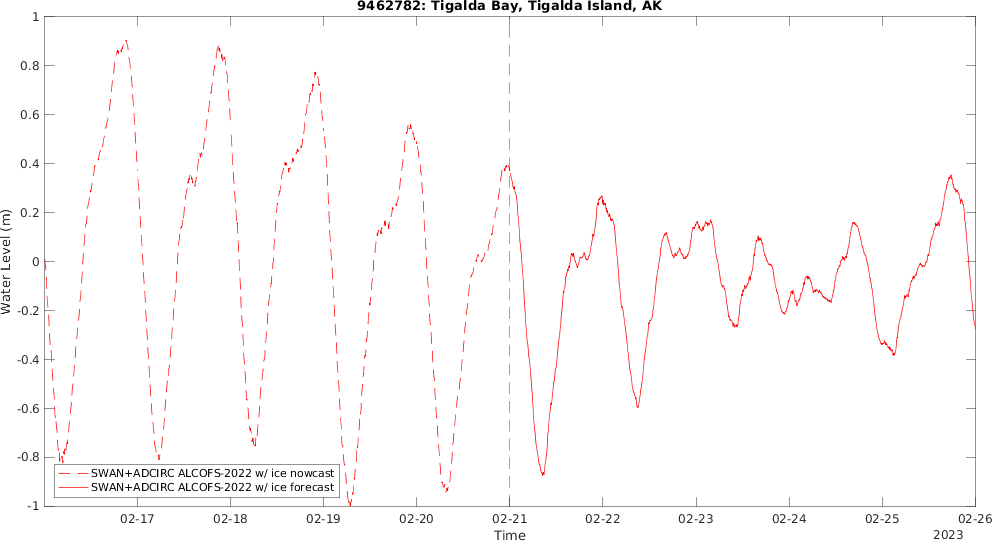 9462782: Tigalda Bay, Tigalda Island, AK
1
0.8
0.6
0.4
0.2
0
-0.2
-0.4
-0.6
-0.8
-1
Water Level (m)
SWAN+ADCIRC ALCOFS-2022 w/ ice nowcast
SWAN+ADCIRC ALCOFS-2022 w/ ice forecast
02-17 02-18 02-19 02-20 02-21 02-22 02-23 02-24 02-25 02-26
Time
2023